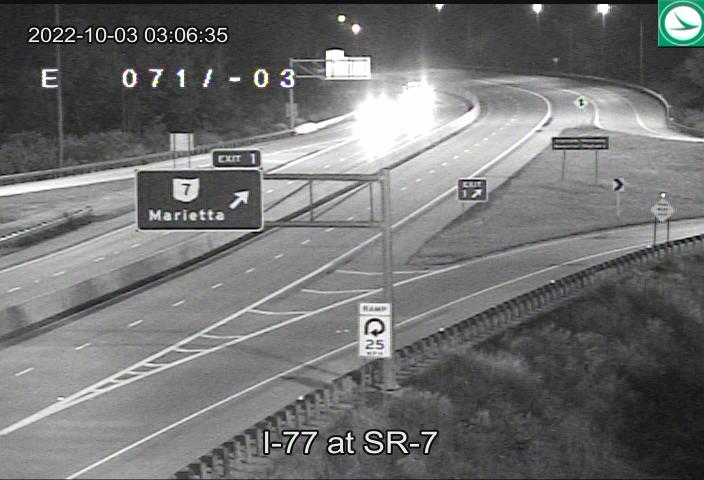 2022-10-03 03:06:35
E 071/-03
EXIT 1
7
Marietta
EXIT
1
RAMP
25
MPH
I-77 at SR-7